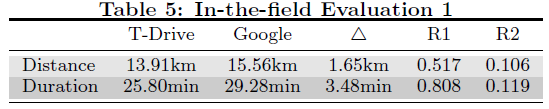 Table 5: In-the-field Evaluation 1
T-Drive Google △ R1 R2
Distance 13.91km 15.56km 1.65km 0.517 0.106
Duration 25.80min 29.28min 3.48min 0.808 0.119